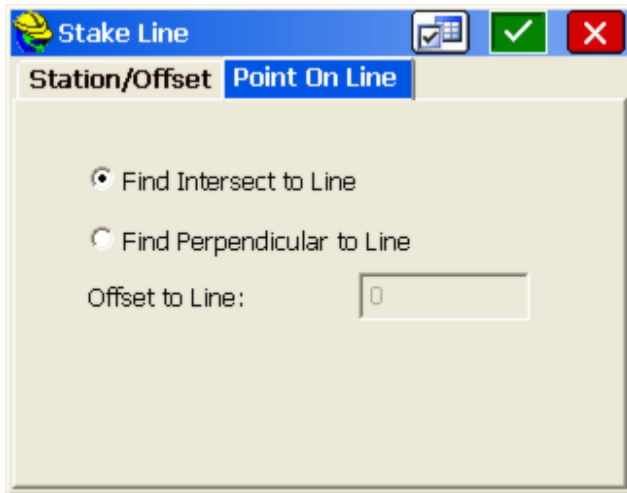 Stake Line
Station/Offset Point On Line
Find Intersect to Line
Find Perpendicular to Line
Offset to Line: 0